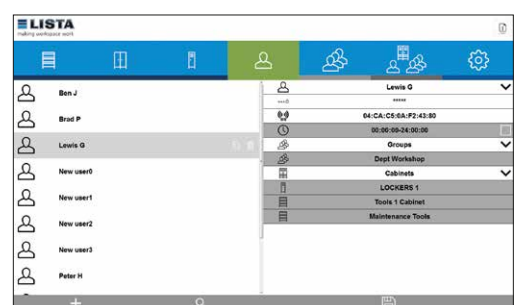 LISTA
making workspace work
Ben J
Brad P
Lewis G
New user0
New user1
New user2
New user3
Peter H
Lewis G
*****
04:CA:C5:0A:F2:43:80
00:00:00-24:00:00
Groups
Dept Workshop
Cabinets
LOCKERS 1
Tools 1 Cabinet
Maintenance Tools